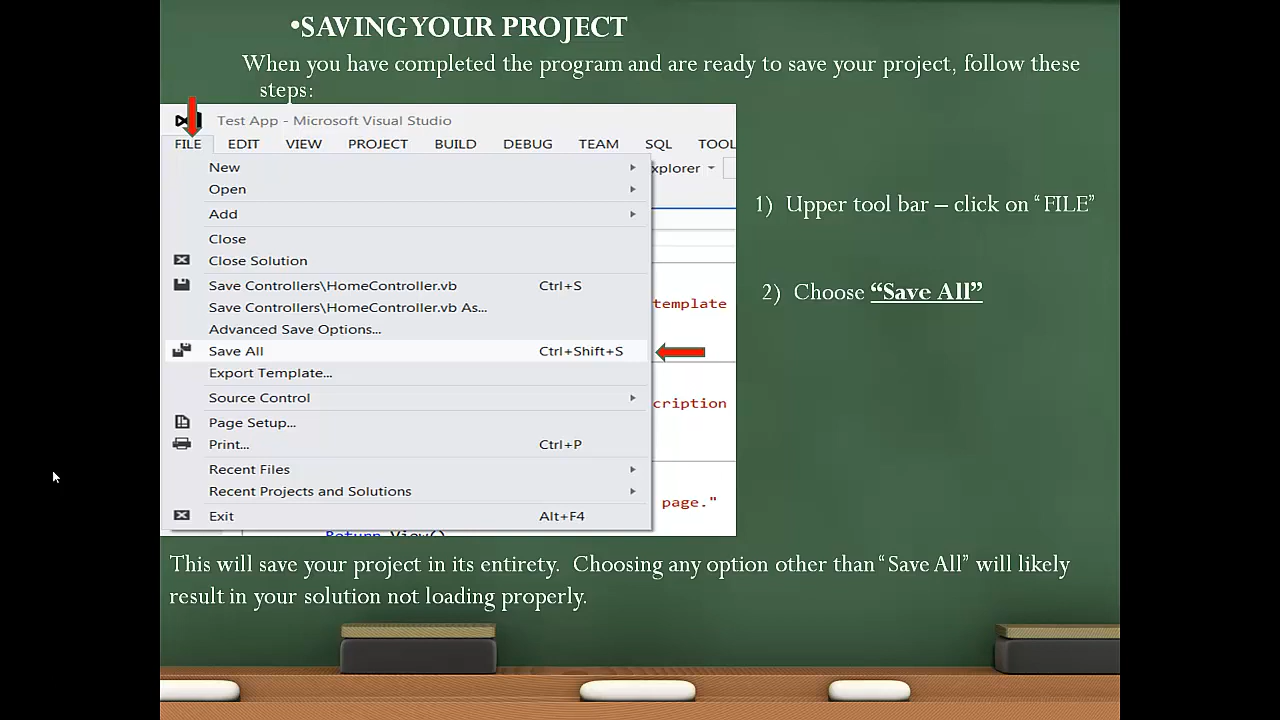 •SAVING YOUR PROJECT
When you have completed the program and are ready to save your project, follow these
steps:
Test App - Microsoft Visual Studio
FILE EDIT VIEW PROJECT BUILD DEBUG TEAM SQL TOOL
New
xplorer
Open
Add
Close
Close Solution
Save Controllers\HomeController.vb Ctrl+S
Save Controllers\HomeController.vb As...
template
Advanced Save Options...
Save All Ctrl+Shift+S
Export Template...
Source Control
cription
Page Setup...
Print... Ctrl+P
Recent Files
Recent Projects and Solutions
page."
Exit Alt+F4
Return View()
1) Upper tool bar – click on “FILE”
2) Choose “Save All”
This will save your project in its entirety. Choosing any option other than “Save All” will likely
result in your solution not loading properly.